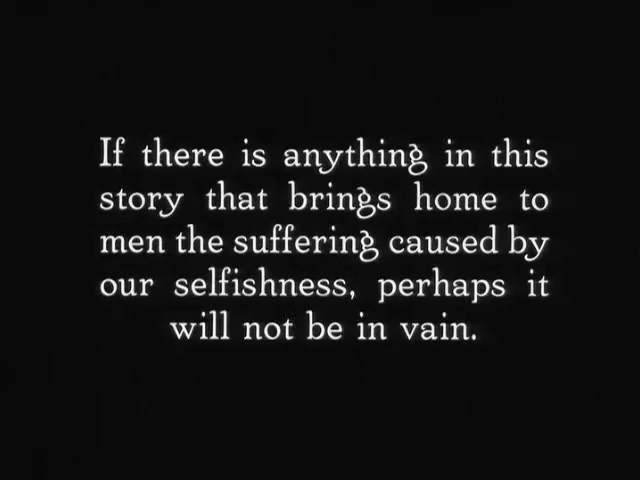 If there is anything in this
story that brings home to
men the suffering caused by
our selfishness, perhaps it
will not be in vain.